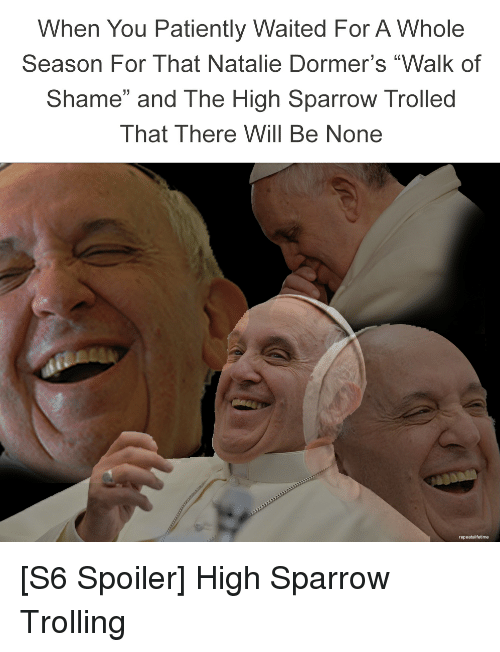 When You Patiently Waited For A Whole
Season For That Natalie Dormer’s “Walk of
Shame” and The High Sparrow Trolled
That There Will Be None
repostelifetime
[S6 Spoiler] High Sparrow
Trolling